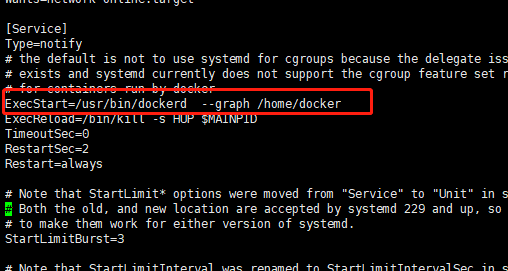 Wants=network-online.target
[Service]
Type=notify
# the default is not to use systemd for cgroups because the delegate iss
# exists and systemd currently does not support the cgroup feature set r
# for containers run by docker
ExecStart=/usr/bin/dockerd  --graph /home/docker
ExecReload=/bin/kill -s HUP $MAINPID
TimeoutSec=0
RestartSec=2
Restart=always
# Note that StartLimit* options were moved from "Service" to "Unit" in s
# Both the old, and new location are accepted by systemd 229 and up, so
# to make them work for either version of systemd.
StartLimitBurst=3
# Note that StartLimitInterval was renamed to StartLimitIntervalSec in s